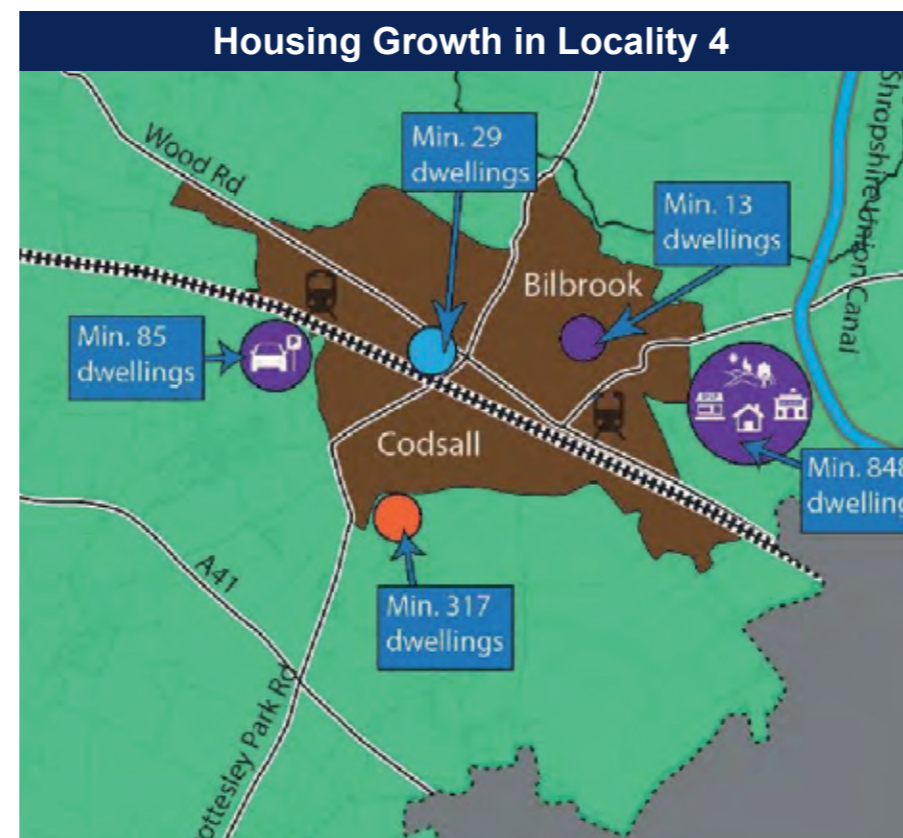 Housing Growth in Locality 4
Wood Rd
Min. 29
dwellings
Min. 13
dwellings
Shropshire Union Canal
Bilbrook
Min. 85
dwellings
Codsall
Min. 848
dwelling
Min. 317
dwellings
A41
ottesley Park Rd